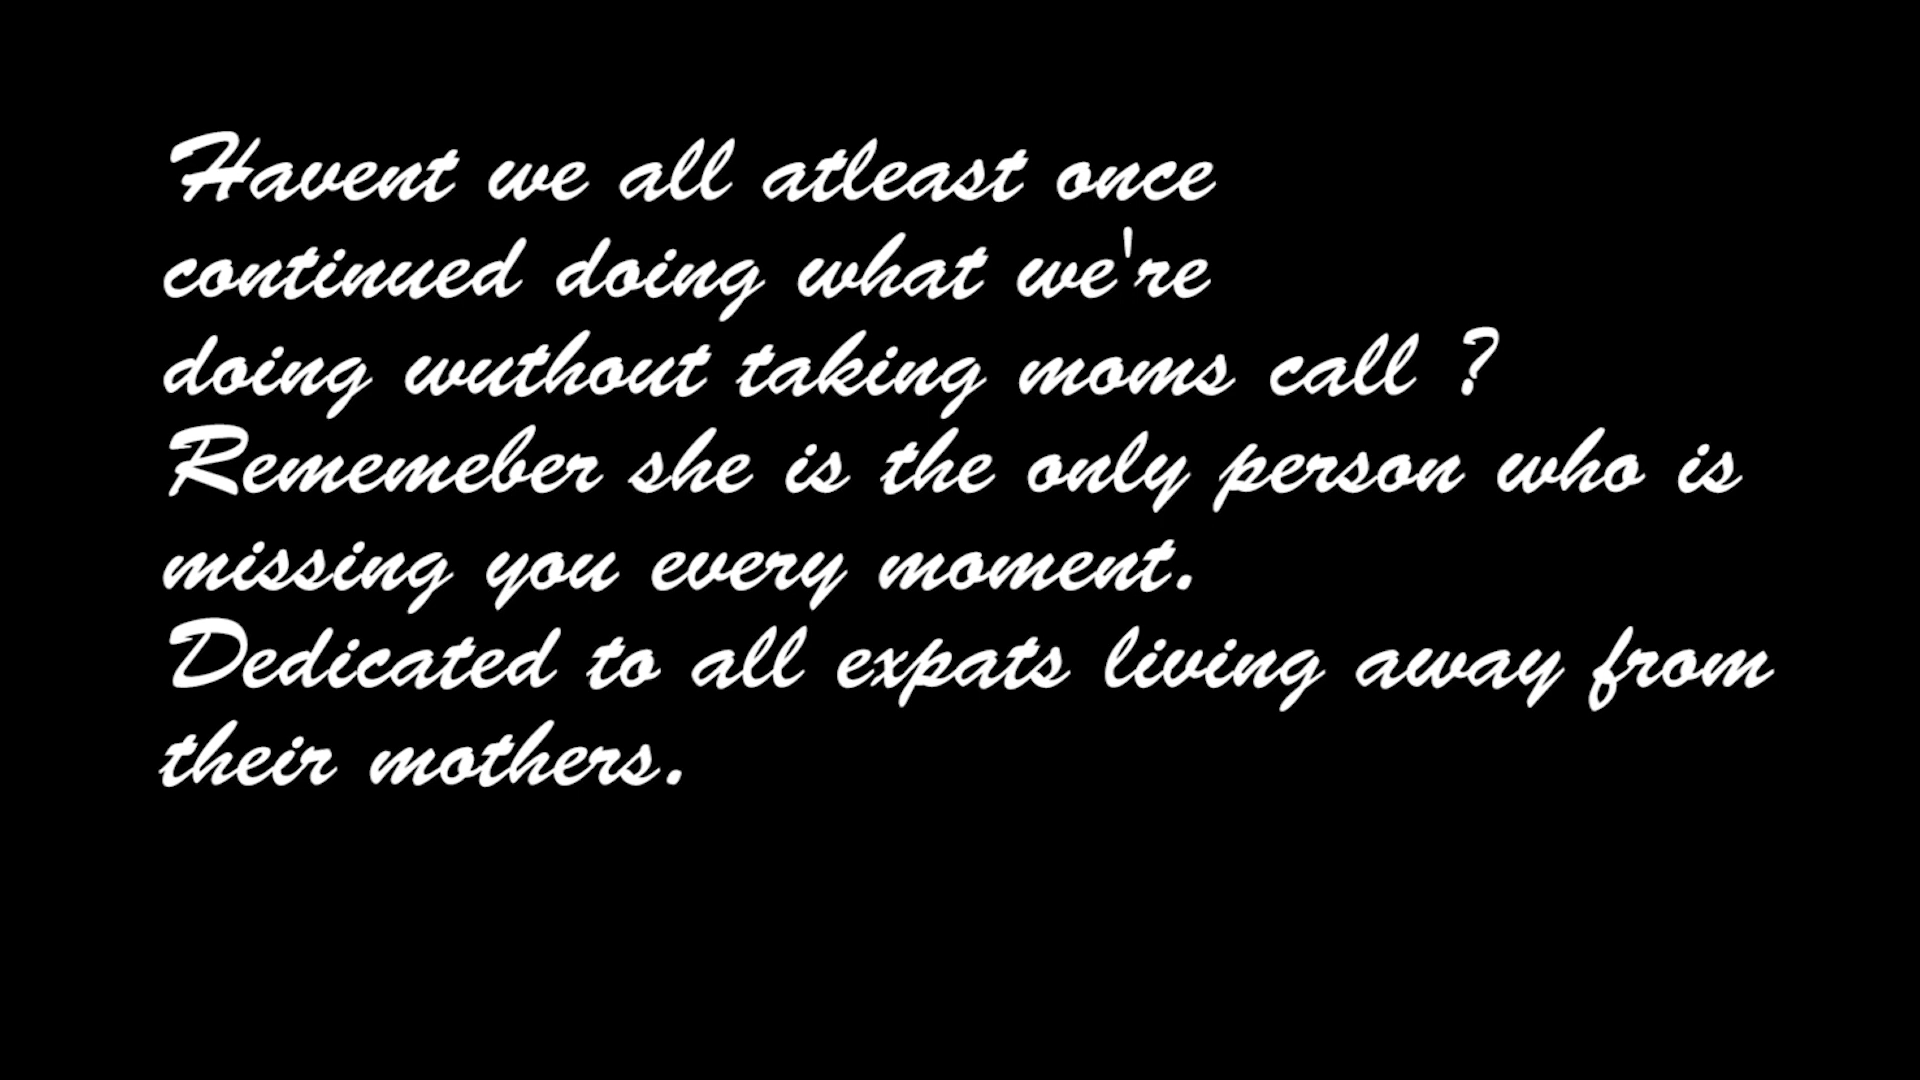 Havent we all atleast once
continued doing what we're
doing wuthout taking moms call ?
Rememeber she is the only person who is
missing you every moment.
Dedicated to all expats living away from
their mothers.